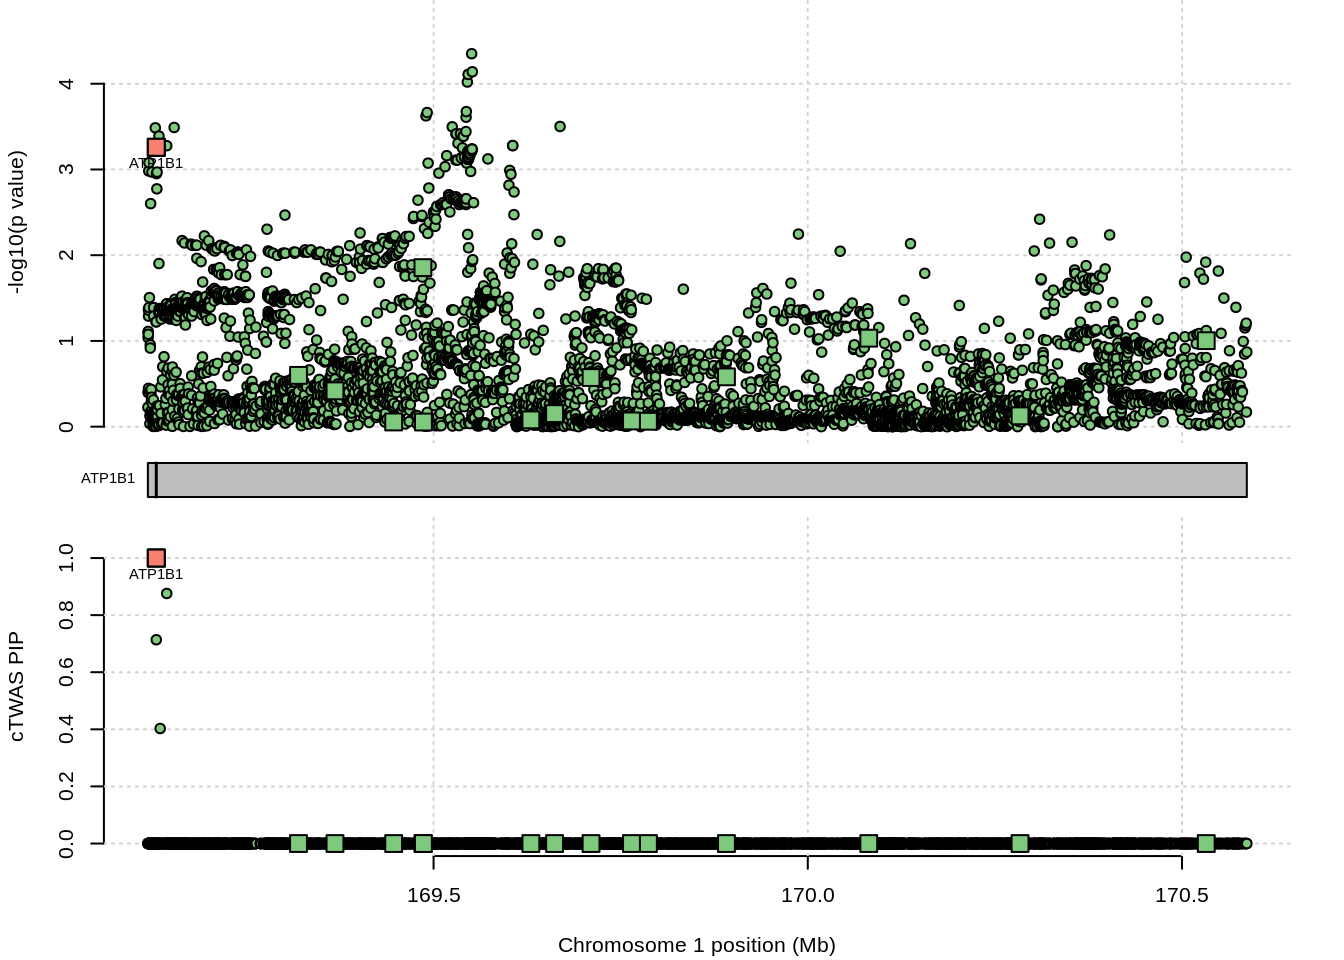 4
3
2
1
0
-log10(p value)
ATP1B1
ATP1B1
1.0
0.8
0.6
0.4
0.2
0.0
cTWAS PIP
ATP1B1
169.5 170.0 170.5
Chromosome 1 position (Mb)